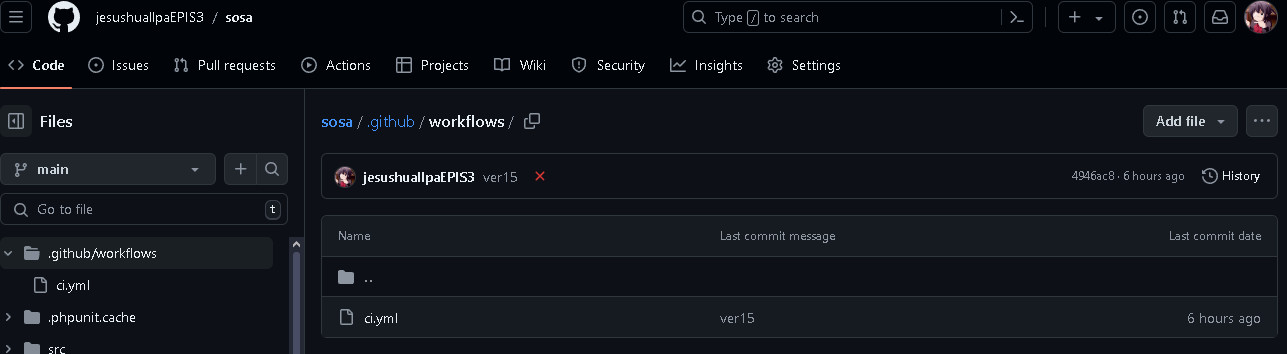 jesushuallpaEPIS3 / sosa
Type / to search
Code Issues Pull requests Actions Projects Wiki Security Insights Settings
Files
sosa / .github / workflows /
Add file
main
jesushuallpaEPIS3 ver15
4946ac8 · 6 hours ago History
Go to file t
Name Last commit message Last commit date
.github/workflows
..
ci.yml
ci.yml ver15 6 hours ago
.phpunit.cache
src